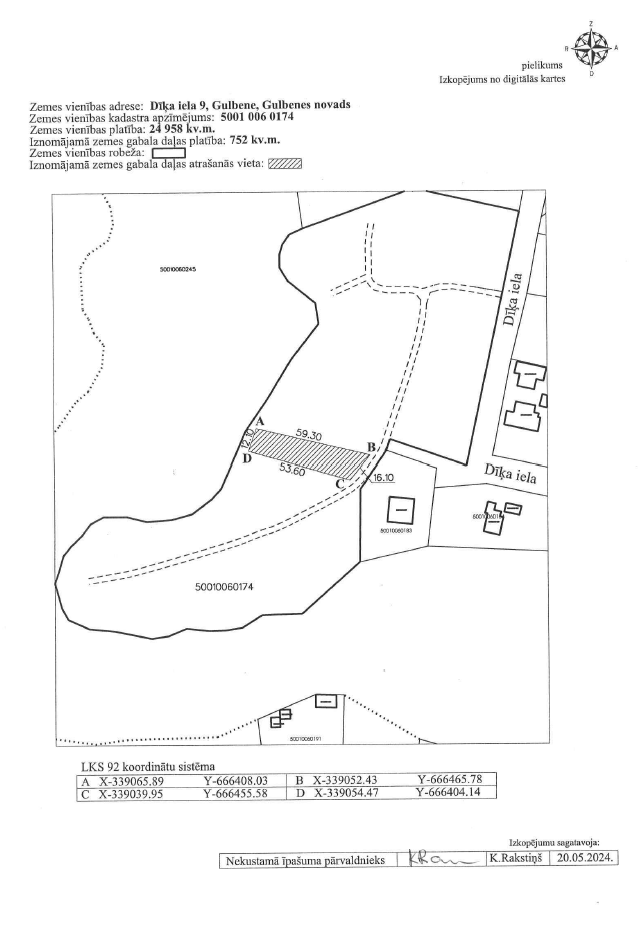 Z
B A
D
pielikums
Izkopējums no digitālās kartes
Zemes vienības adrese: Dīķa iela 9, Gulbene, Gulbenes novads
Zemes vienības kadastra apzīmējums: 5001 006 0174
Zemes vienības platība: 24 958 kv.m.
Iznomājamā zemes gabala daļas platība: 752 kv.m.
Zemes vienības robeža:
Iznomājamā zemes gabala daļas atrašanās vieta:
50010060245
Dīķa iela
A
59.30
12.10
B
D
53.60
C
16.10
Dīķa iela
50010060183
50010060174
50010060191
LKS 92 koordinātu sistēma
A X-339065.89 Y-666408.03 B X-339052.43 Y-666465.78
C X-339039.95 Y-666455.58 D X-339054.47 Y-666404.14
Izkopējumu sagatavoja:
Nekustamā īpašuma pārvaldnieks K.Rakstiņš 20.05.2024.